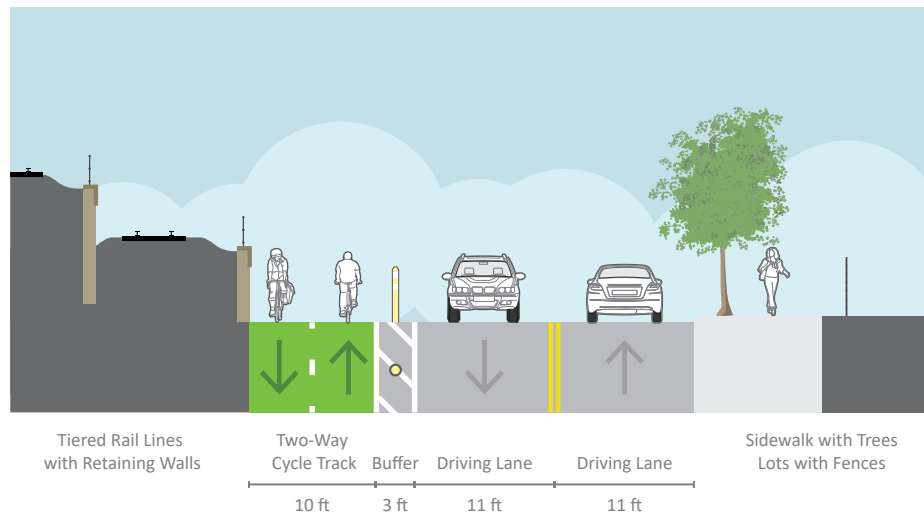 Tiered Rail Lines
with Retaining Walls
Two-Way
Cycle Track
Buffer
Driving Lane
Driving Lane
Sidewalk with Trees
Lots with Fences
10 ft
3 ft
11 ft
11 ft